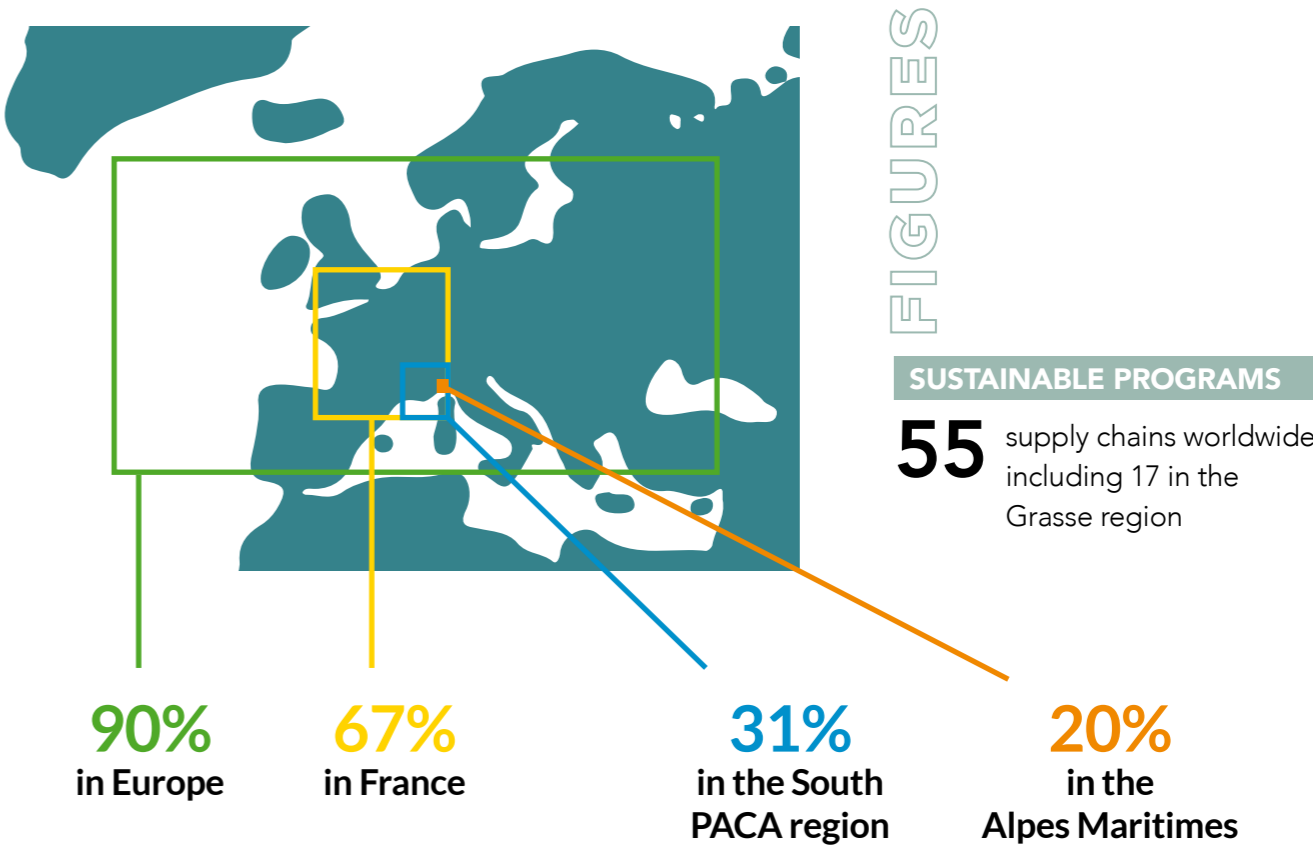 FIGURES
SUSTAINABLE PROGRAMS
55
supply chains worldwide
including 17 in the
Grasse region
90%
in Europe
67%
in France
31%
in the South
PACA region
20%
in the
Alpes Maritimes